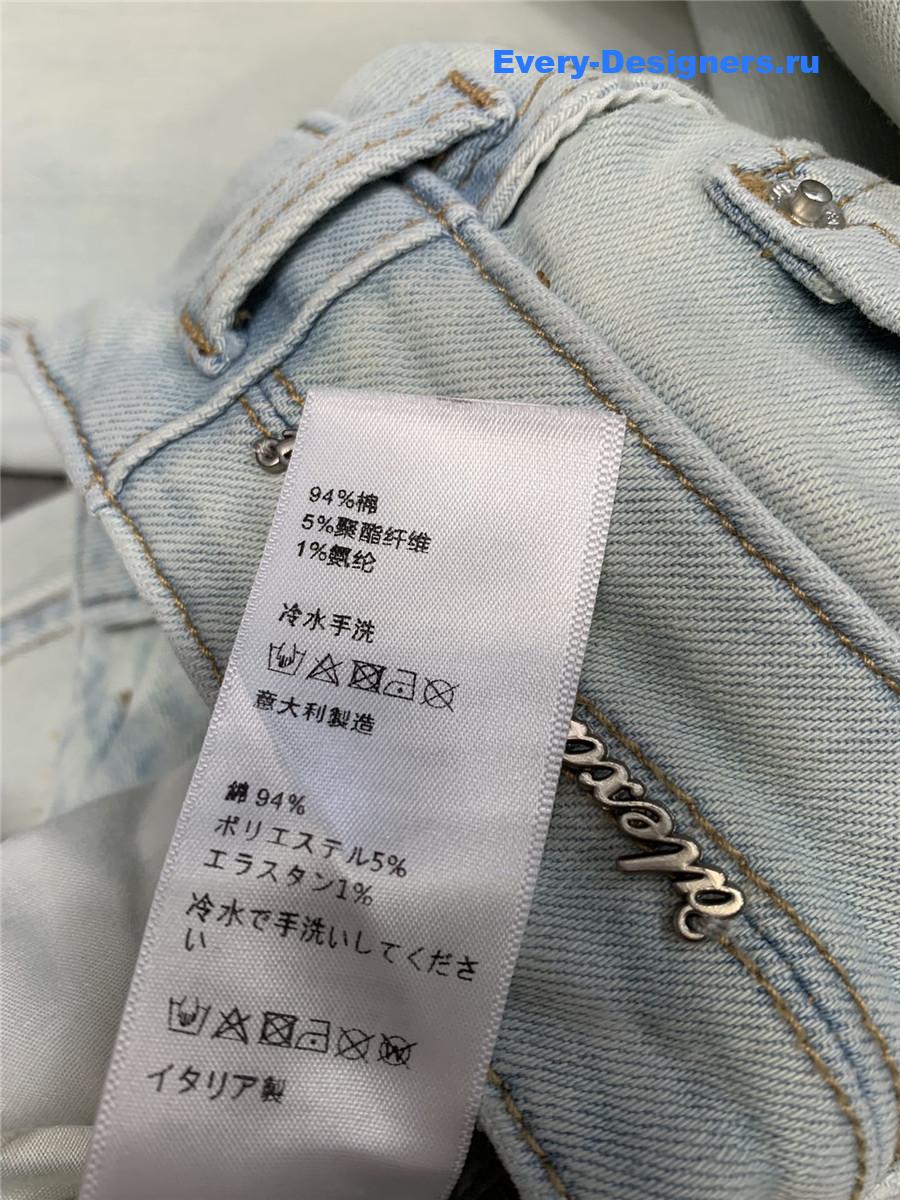 Every-Designers.ru
94%棉
5%聚酯纤维
1%氨纶
冷水手洗
意大利製造
綿 94%
ポリエステル5%
エラスタン1%
冷水で手洗いしてくださ
い
イタリア製